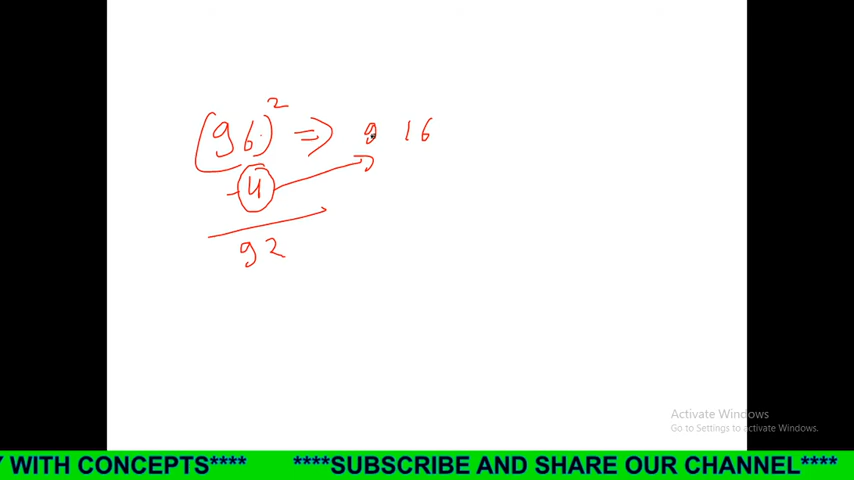 (96)² => 9 16
- 4
92
Activate Windows
Go to Settings to activate Windows.
Y WITH CONCEPTS**** ****SUBSCRIBE AND SHARE OUR CHANNEL****